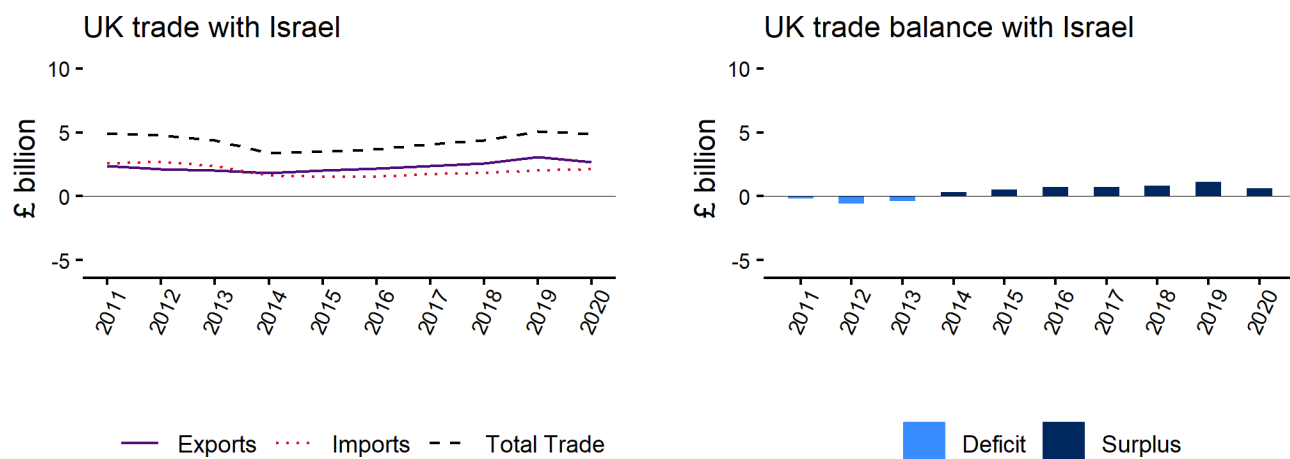 UK trade with Israel
10
5
0
-5
£ billion
2011 2012 2013 2014 2015 2016 2017 2018 2019 2020
Exports Imports Total Trade
UK trade balance with Israel
10
5
0
-5
£ billion
2011 2012 2013 2014 2015 2016 2017 2018 2019 2020
Deficit Surplus